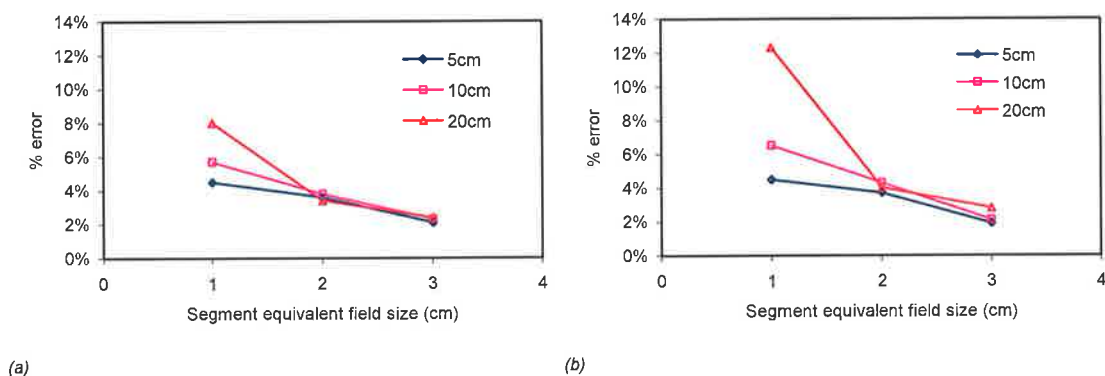 14%
12%
10%
8%
6%
4%
2%
0%
% error
0 1 2 3 4
Segment equivalent field size (cm)
5cm
10cm
20cm
(a)
14%
12%
10%
8%
6%
4%
2%
0%
% error
0 1 2 3 4
Segment equivalent field size (cm)
5cm
10cm
20cm
(b)